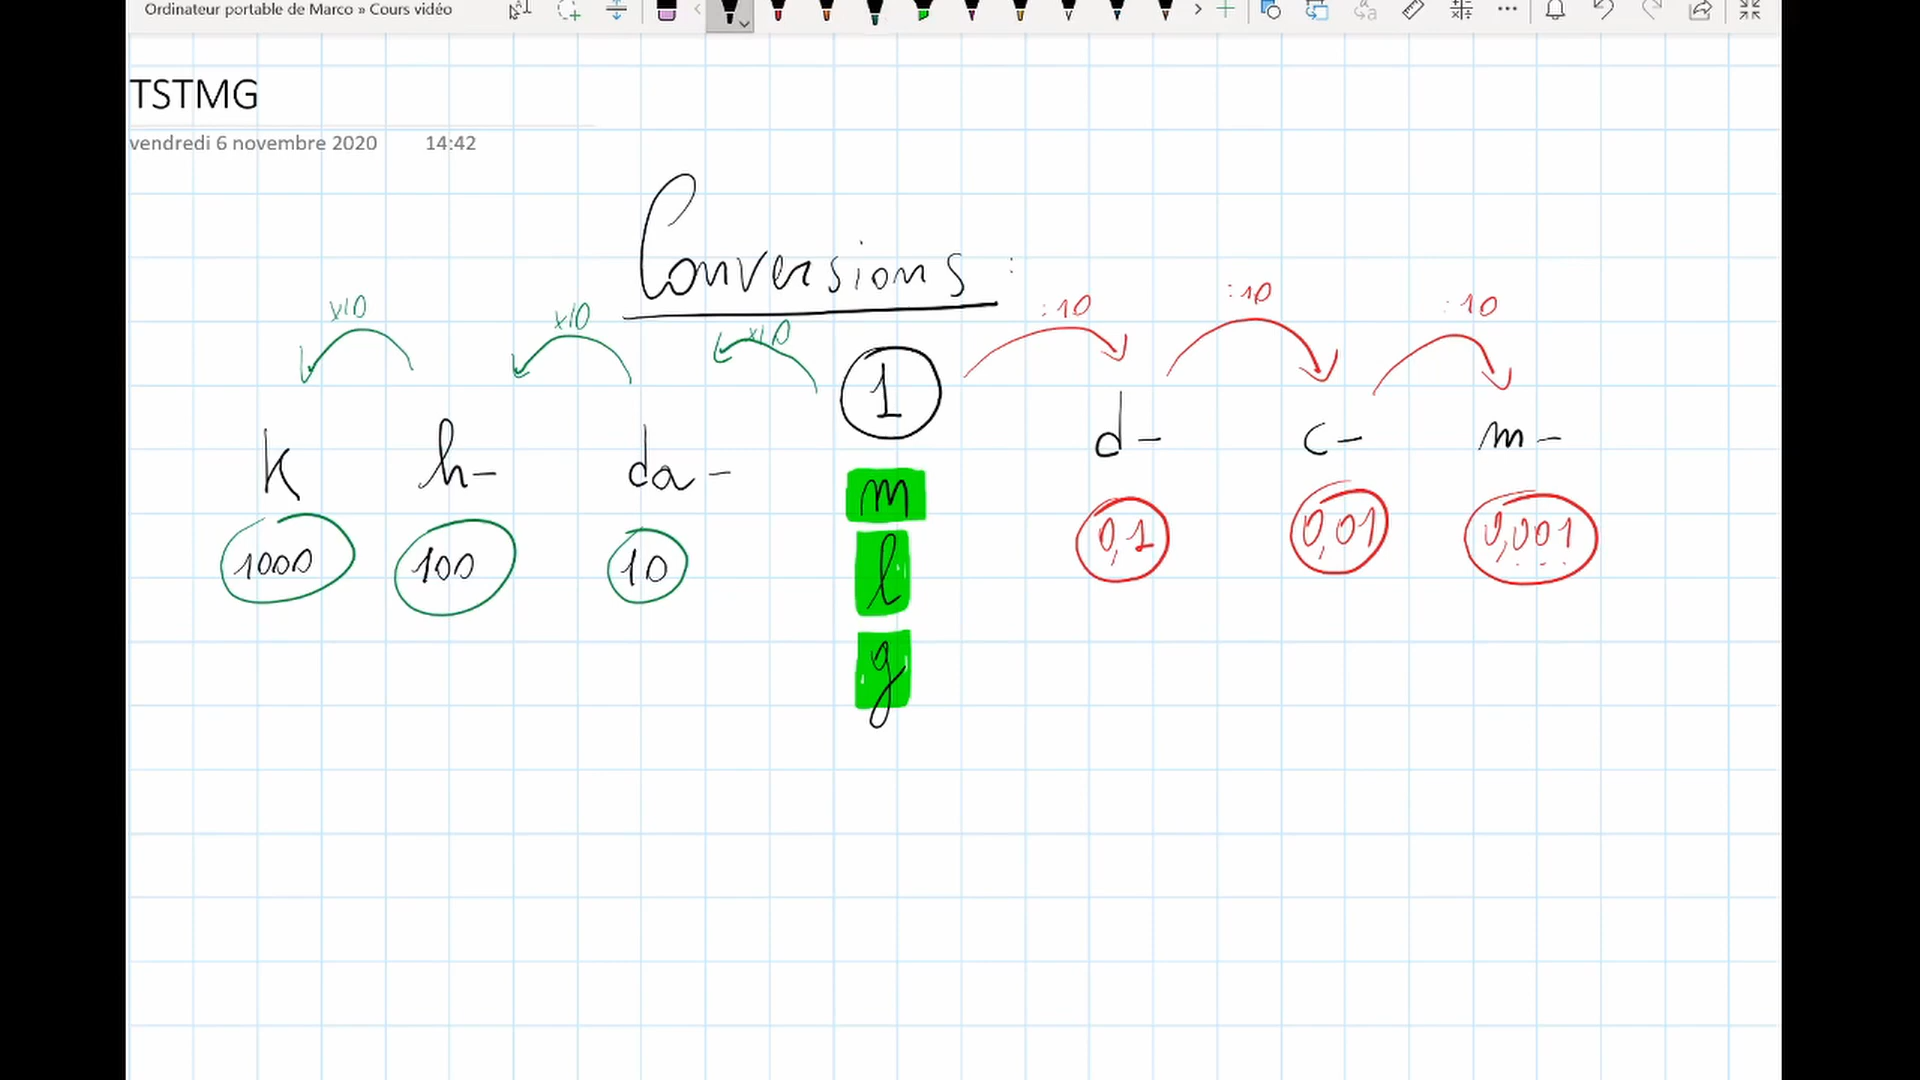 Ordinateur portable de Marco » Cours vidéo
TSTMG
vendredi 6 novembre 2020 14:42
Conversions :
x10 x10 x10 :10 :10 :10
1
k h- da- d- c- m-
m
1000 100 10 0,1 0,01 0,001
l
g